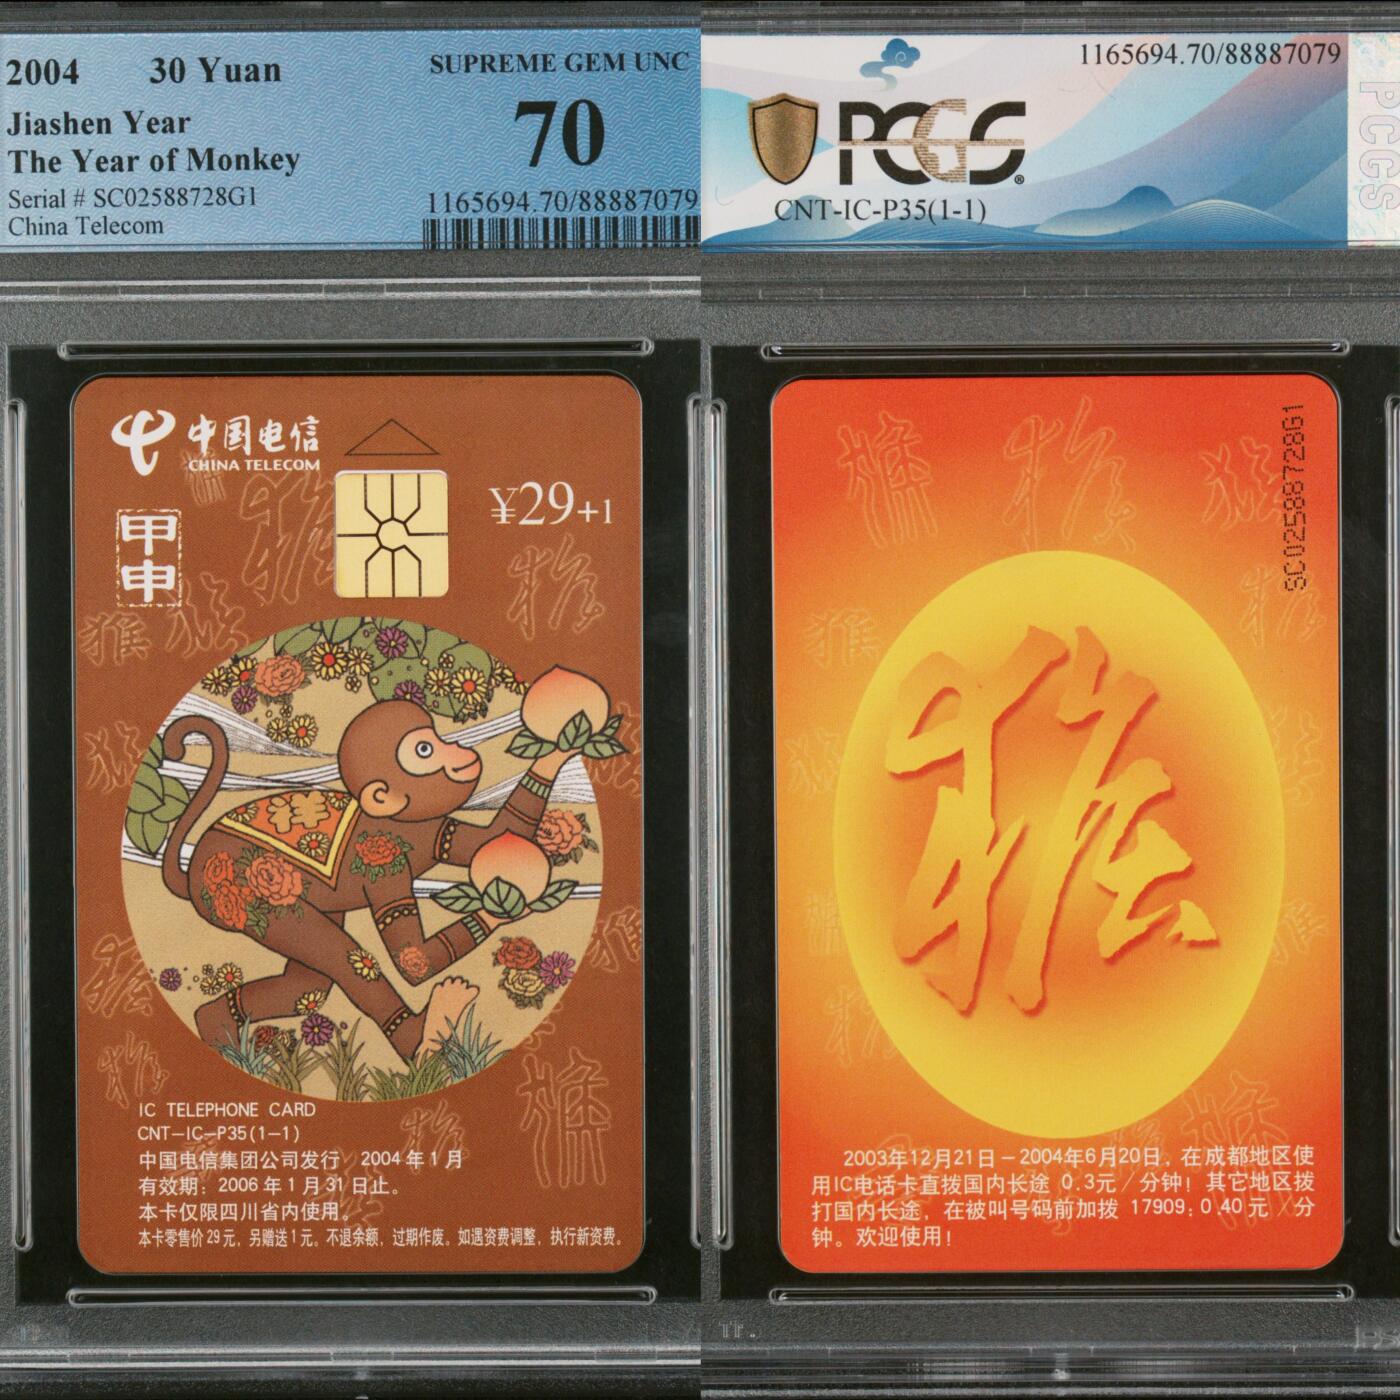 2004 30 Yuan
SUPREME GEM UNC
Jiashen Year
70
The Year of Monkey
Serial # SC02588728G1
1165694.70/88887079
China Telecom
1165694.70/88887079
PCGS
PCGS
CNT-IC-P35(1-1)
中国电信
CHINA TELECOM
¥29+1
甲申
祥
IC TELEPHONE CARD
CNT-IC-P35(1-1)
中国电信集团公司发行 2004年1月
有效期：2006年1月31日止。
本卡仅限四川省内使用。
本卡零售价29元，另赠送1元。不退余额，过期作废。如遇资费调整，执行新资费。
SC02588728G1
猴
2003年12月21日－2004年6月20日，在成都地区使
用IC电话卡直拨国内长途 0.3元／分钟！其它地区拨
打国内长途，在被叫号码前加拨 17909：0.40元／分
钟。欢迎使用！